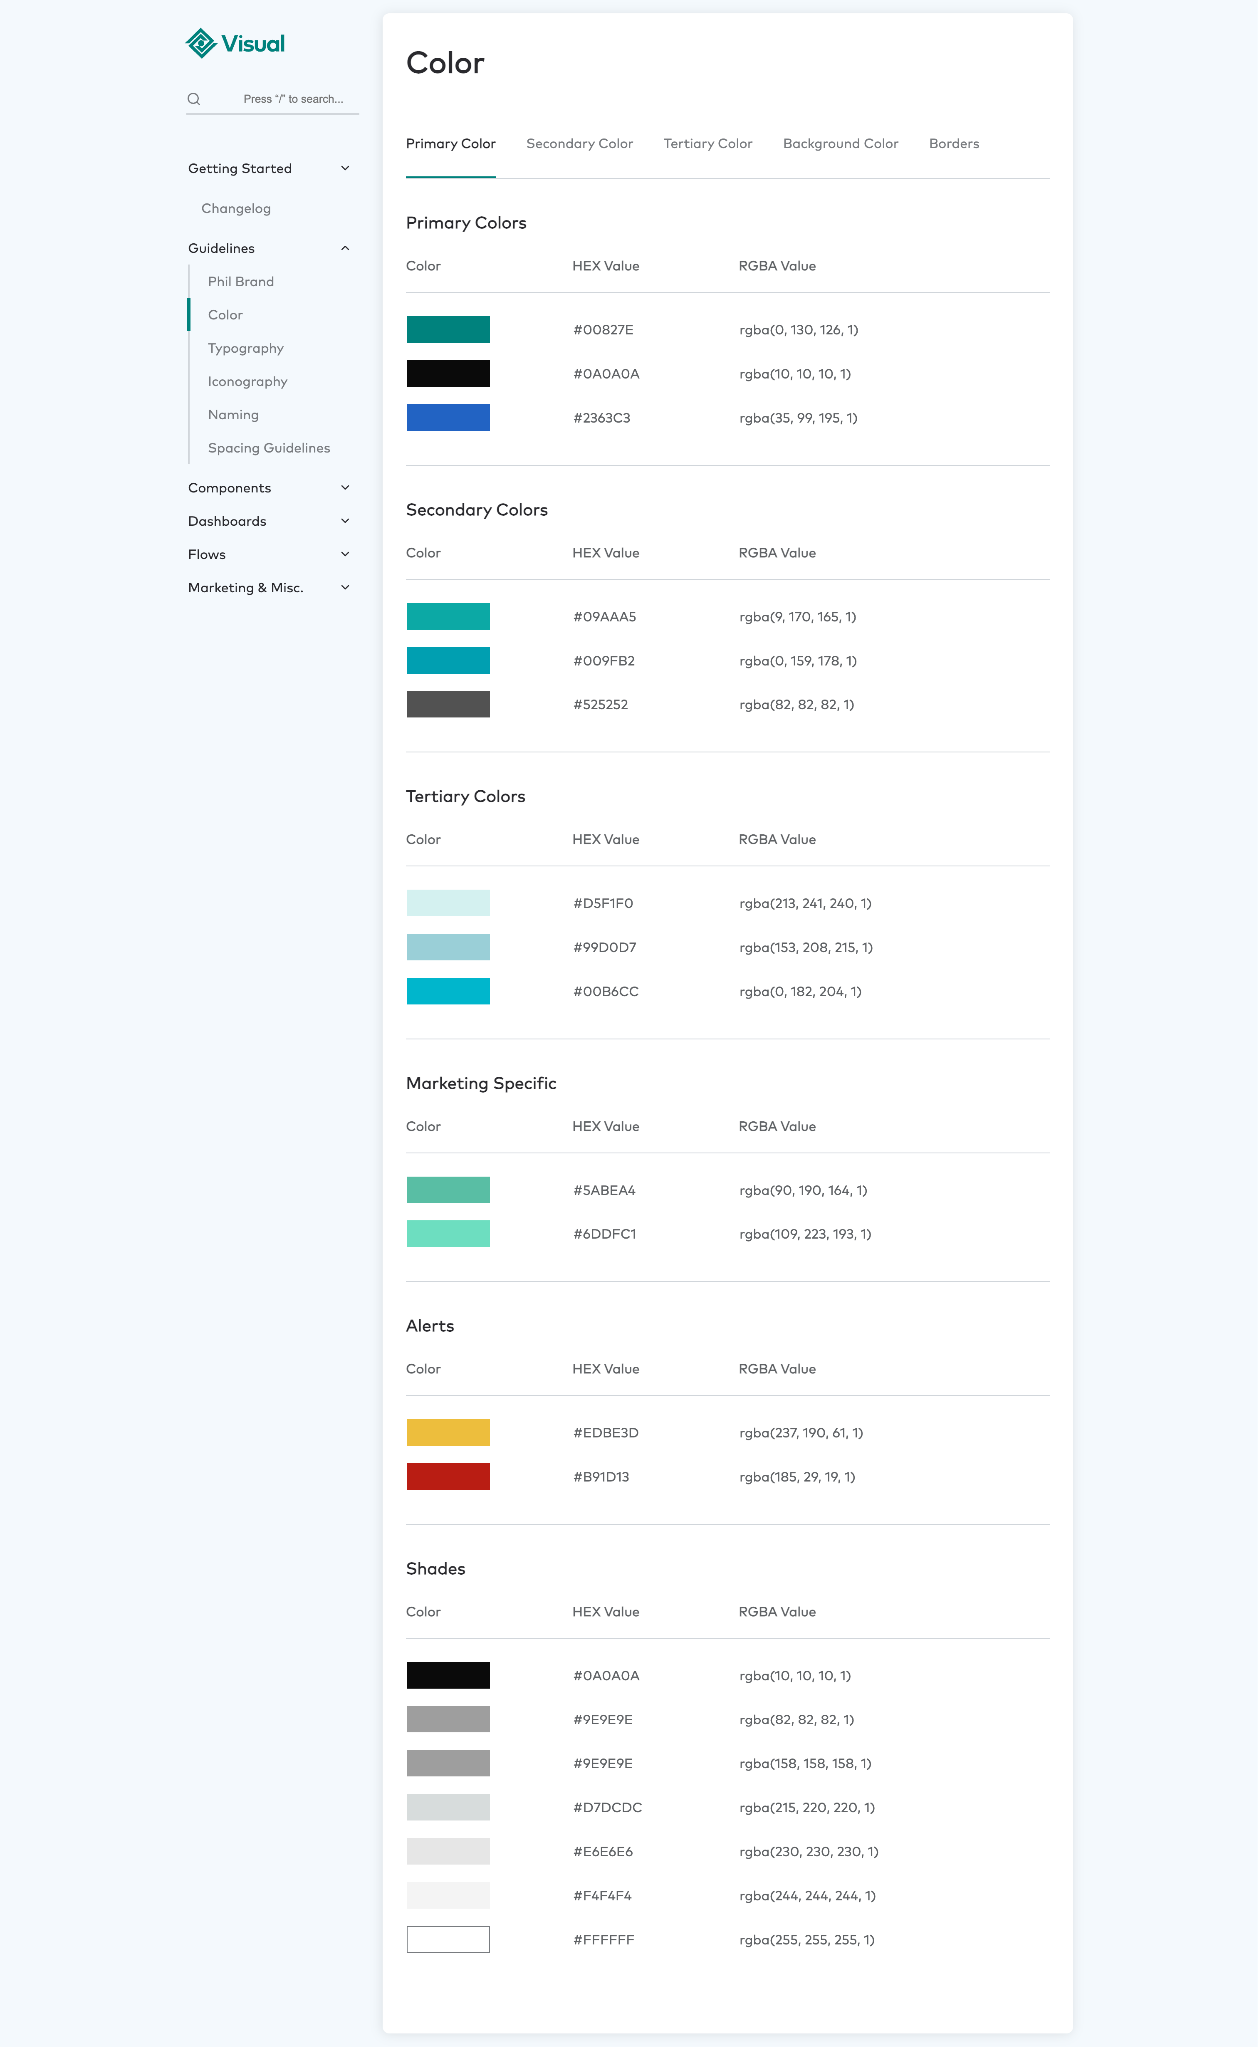 Visual
Press “/” to search...
Getting Started
Changelog
Guidelines
Phil Brand
Color
Typography
Iconography
Naming
Spacing Guidelines
Components
Dashboards
Flows
Marketing & Misc.
Color
Primary Color Secondary Color Tertiary Color Background Color Borders
Primary Colors
Color HEX Value RGBA Value
#00827E rgba(0, 130, 126, 1)
#0A0A0A rgba(10, 10, 10, 1)
#2363C3 rgba(35, 99, 195, 1)
Secondary Colors
Color HEX Value RGBA Value
#09AAA5 rgba(9, 170, 165, 1)
#009FB2 rgba(0, 159, 178, 1)
#525252 rgba(82, 82, 82, 1)
Tertiary Colors
Color HEX Value RGBA Value
#D5F1F0 rgba(213, 241, 240, 1)
#99D0D7 rgba(153, 208, 215, 1)
#00B6CC rgba(0, 182, 204, 1)
Marketing Specific
Color HEX Value RGBA Value
#5ABEA4 rgba(90, 190, 164, 1)
#6DDFC1 rgba(109, 223, 193, 1)
Alerts
Color HEX Value RGBA Value
#EDBE3D rgba(237, 190, 61, 1)
#B91D13 rgba(185, 29, 19, 1)
Shades
Color HEX Value RGBA Value
#0A0A0A rgba(10, 10, 10, 1)
#9E9E9E rgba(82, 82, 82, 1)
#9E9E9E rgba(158, 158, 158, 1)
#D7DCDC rgba(215, 220, 220, 1)
#E6E6E6 rgba(230, 230, 230, 1)
#F4F4F4 rgba(244, 244, 244, 1)
#FFFFFF rgba(255, 255, 255, 1)